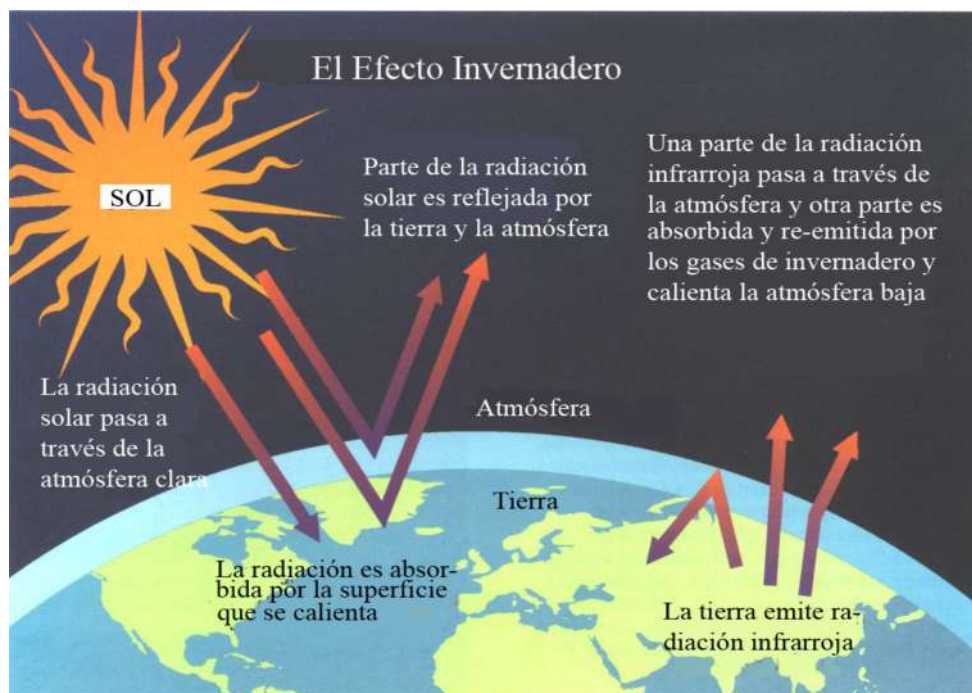 El Efecto Invernadero
SOL
Parte de la radiación
solar es reflejada por
la tierra y la atmósfera
Una parte de la radiación
infrarroja pasa a través de
la atmósfera y otra parte es
absorbida y re-emitida por
los gases de invernadero y
calienta la atmósfera baja
La radiación
solar pasa a
través de la
atmósfera clara
Atmósfera
Tierra
La radiación es absor-
bida por la superficie
que se calienta
La tierra emite ra-
diación infrarroja